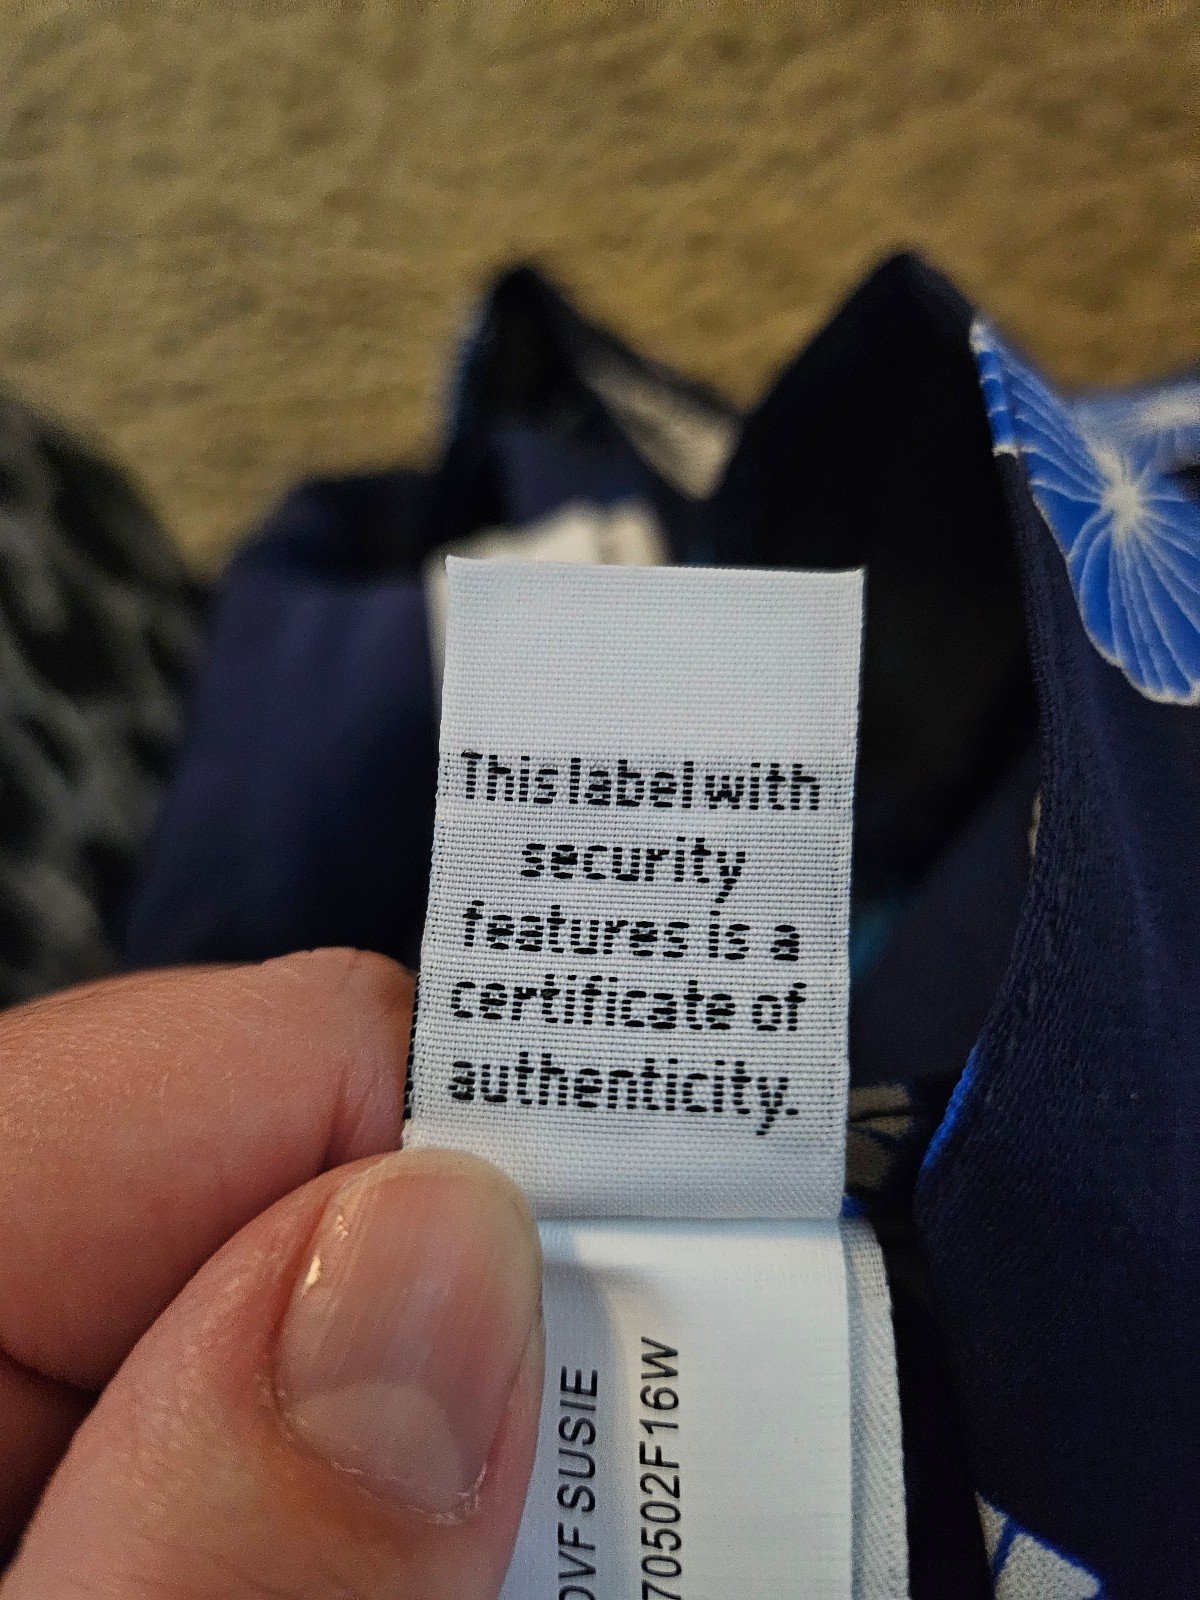 This label with
security
features is a
certificate of
authenticity.
DVF SUSIE
70502F16W